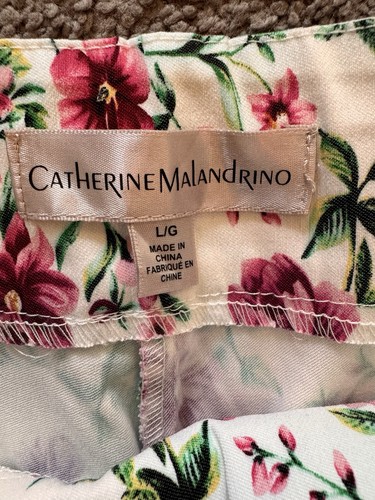 CATHERINE MALANDRINO
L/G
MADE IN
CHINA
FABRIQUÉ EN
CHINE